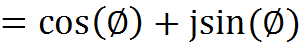 = cos(∅) + jsin(∅)